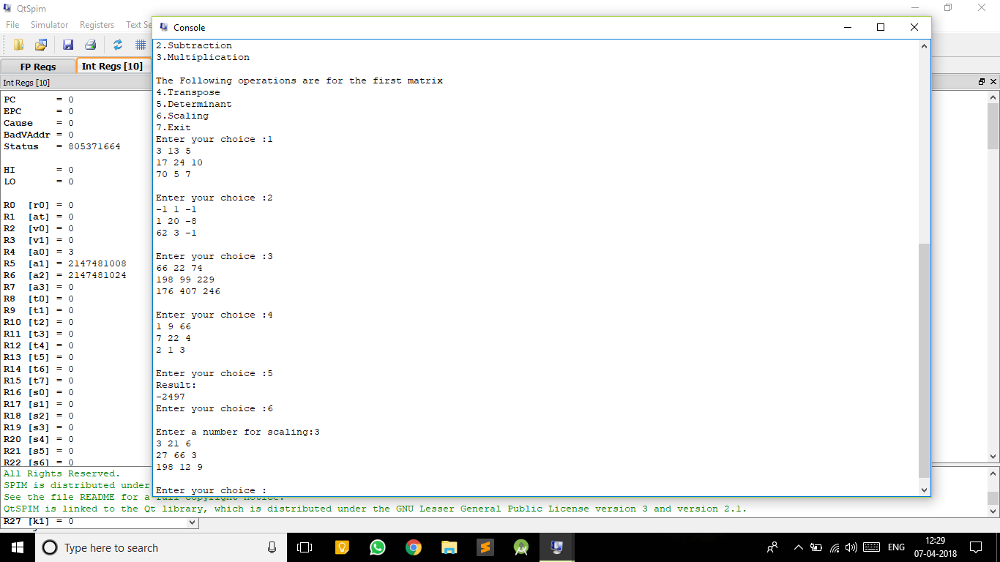 QtSpim
File Simulator Registers Text Se
FP Regs Int Regs [10]
Int Regs [10]
PC = 0
EPC = 0
Cause = 0
BadVAddr = 0
Status = 805371664
HI = 0
LO = 0
R0 [r0] = 0
R1 [at] = 0
R2 [v0] = 0
R3 [v1] = 0
R4 [a0] = 3
R5 [a1] = 2147481008
R6 [a2] = 2147481024
R7 [a3] = 0
R8 [t0] = 0
R9 [t1] = 0
R10 [t2] = 0
R11 [t3] = 0
R12 [t4] = 0
R13 [t5] = 0
R14 [t6] = 0
R15 [t7] = 0
R16 [s0] = 0
R17 [s1] = 0
R18 [s2] = 0
R19 [s3] = 0
R20 [s4] = 0
R21 [s5] = 0
R22 [s6] = 0
Console
2.Subtraction
3.Multiplication
The Following operations are for the first matrix
4.Transpose
5.Determinant
6.Scaling
7.Exit
Enter your choice :1
3 13 5
17 24 10
70 5 7
Enter your choice :2
-1 1 -1
1 20 -8
62 3 -1
Enter your choice :3
66 22 74
198 99 229
176 407 246
Enter your choice :4
1 9 66
7 22 4
2 1 3
Enter your choice :5
Result:
-2497
Enter your choice :6
Enter a number for scaling:3
3 21 6
27 66 3
198 12 9
Enter your choice :
All Rights Reserved.
SPIM is distributed under
See the file README for a full copyright notice.
QtSPIM is linked to the Qt library, which is distributed under the GNU Lesser General Public License version 3 and version 2.1.
R27 [k1] = 0
Type here to search
ENG
12:29
07-04-2018